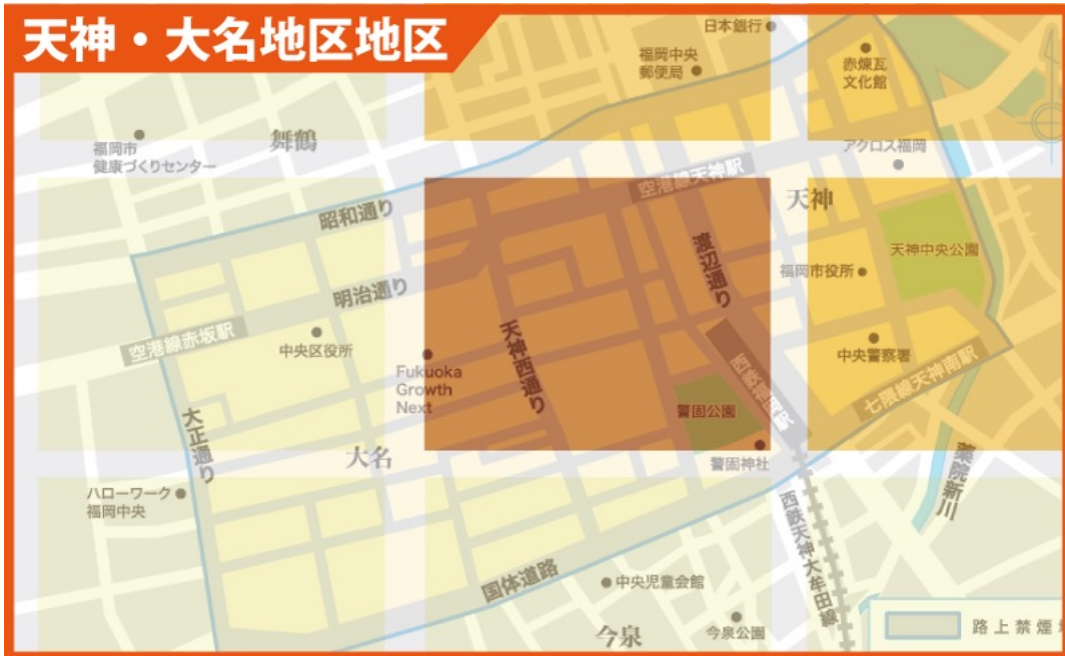 天神・大名地区地区
日本銀行
福岡中央
郵便局
赤煉瓦
文化館
福岡市
健康づくりセンター
舞鶴
アクロス福岡
空港線天神駅
昭和通り
天神
渡辺通り
天神中央公園
福岡市役所
明治通り
空港線赤坂駅
中央区役所
天神西通り
中央警察署
Fukuoka
Growth
Next
七隈線天神南駅
大正通り
警固公園
西鉄福岡駅
大名
警固神社
薬院新川
ハローワーク
福岡中央
西鉄天神大牟田線
国体道路
中央児童会館
今泉
今泉公園
路上禁煙